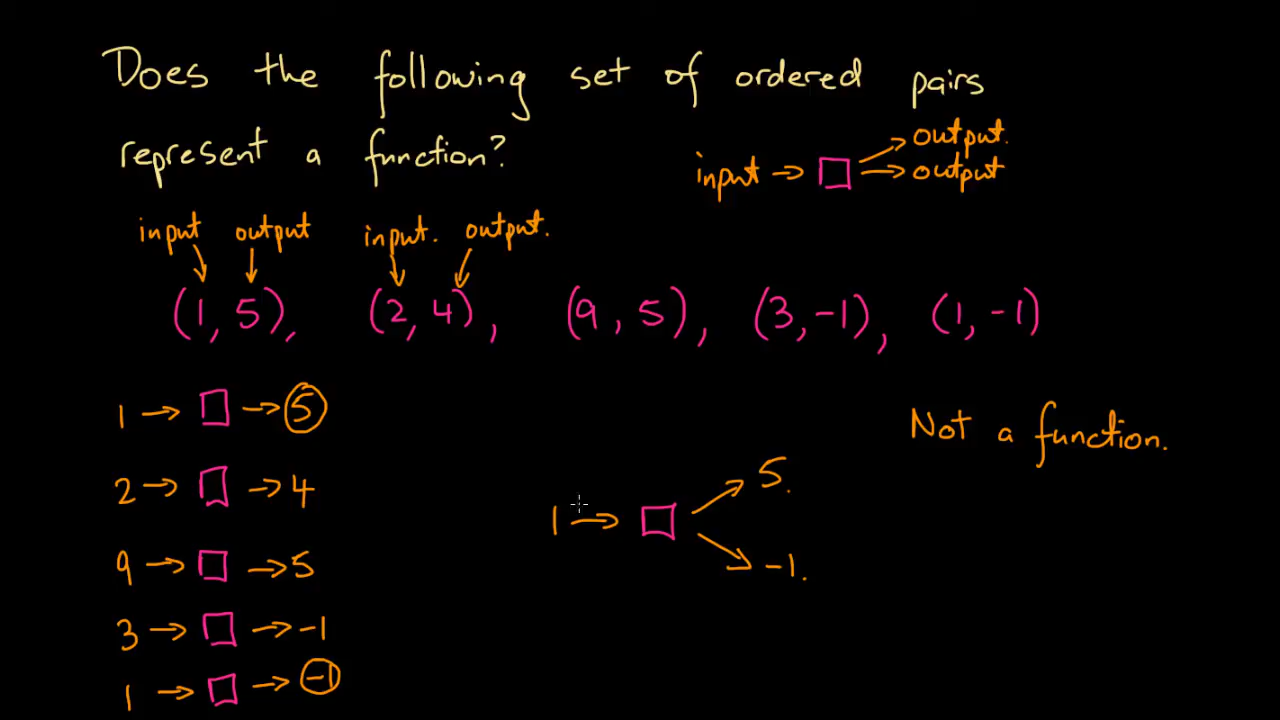 Does the following set of ordered pairs
represent a function?
input → □ → output.
→ output
input output input. output.
(1, 5), (2, 4), (9, 5), (3, -1), (1, -1)
1 → □ → 5
2 → □ → 4
9 → □ → 5
3 → □ → -1
1 → □ → -1
Not a function.
1 → □ → 5.
→ -1.